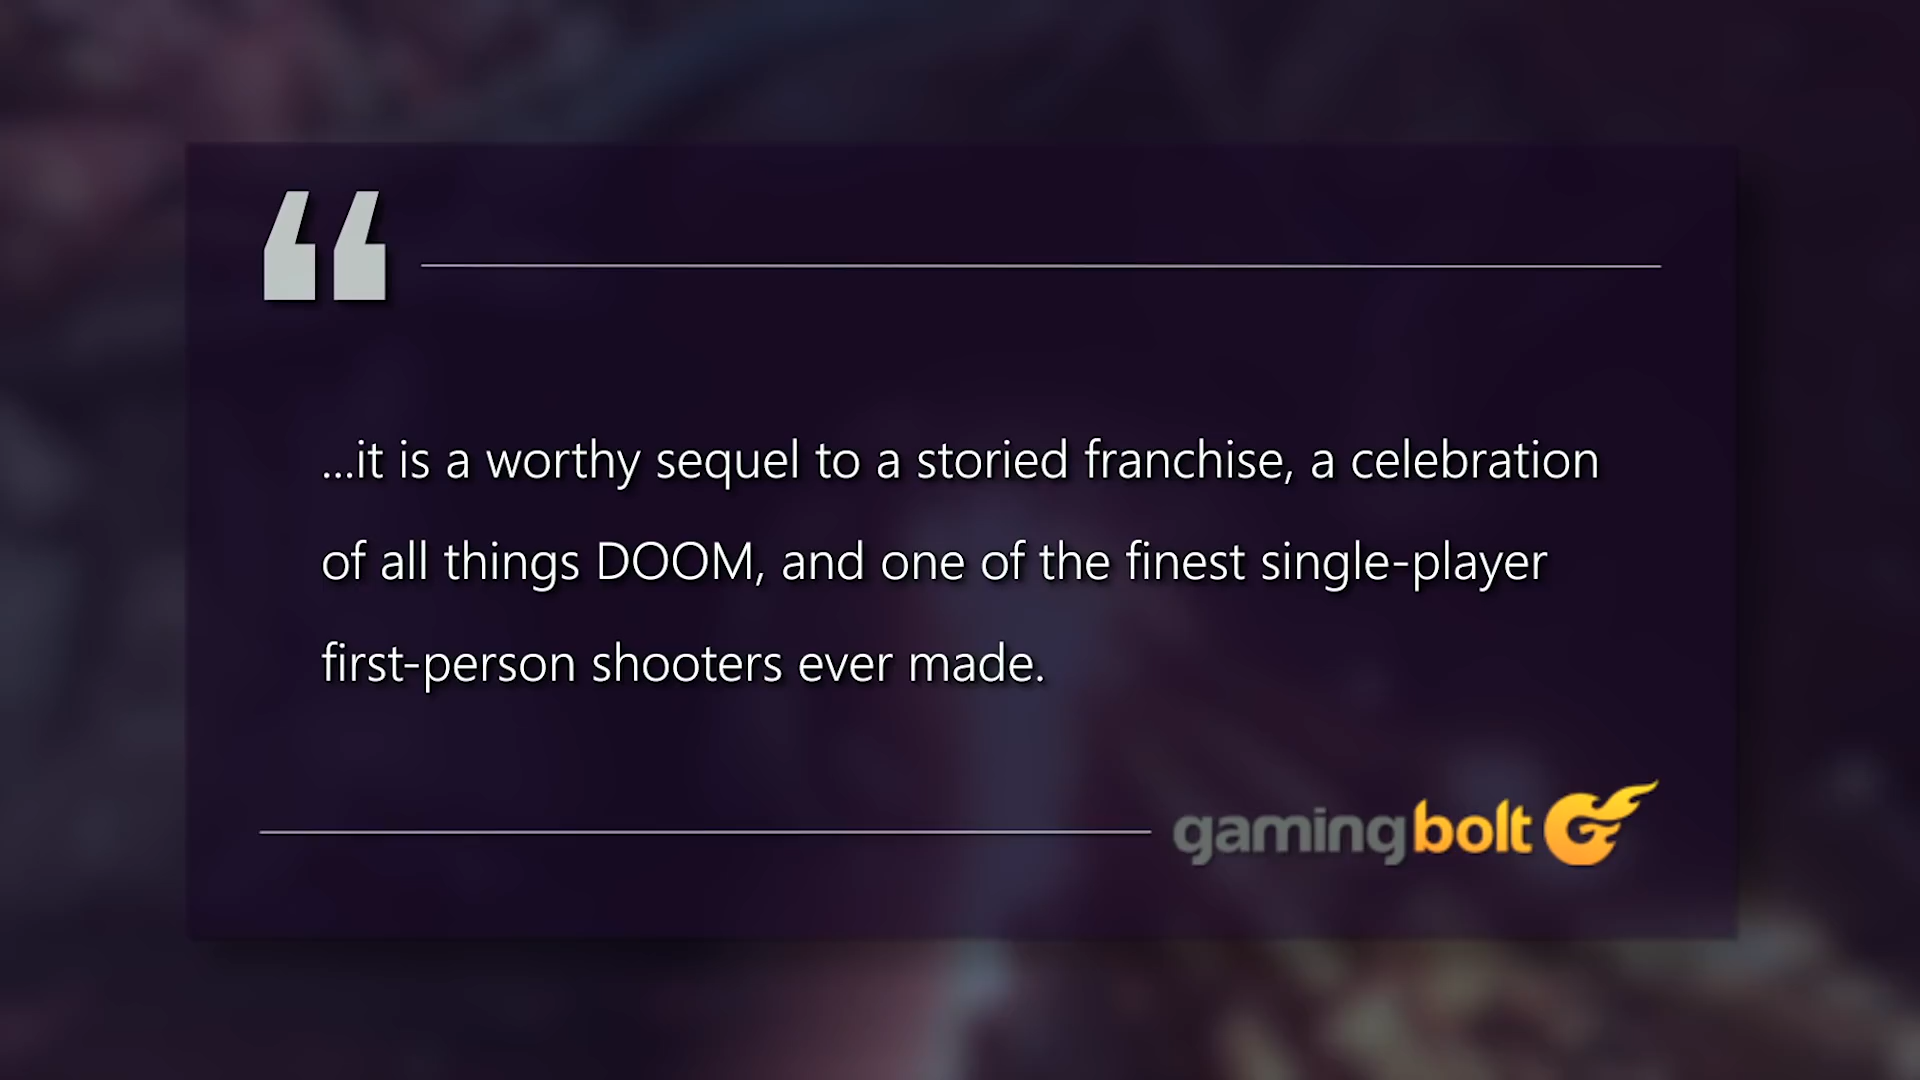 “
...it is a worthy sequel to a storied franchise, a celebration
of all things DOOM, and one of the finest single-player
first-person shooters ever made.
gamingbolt